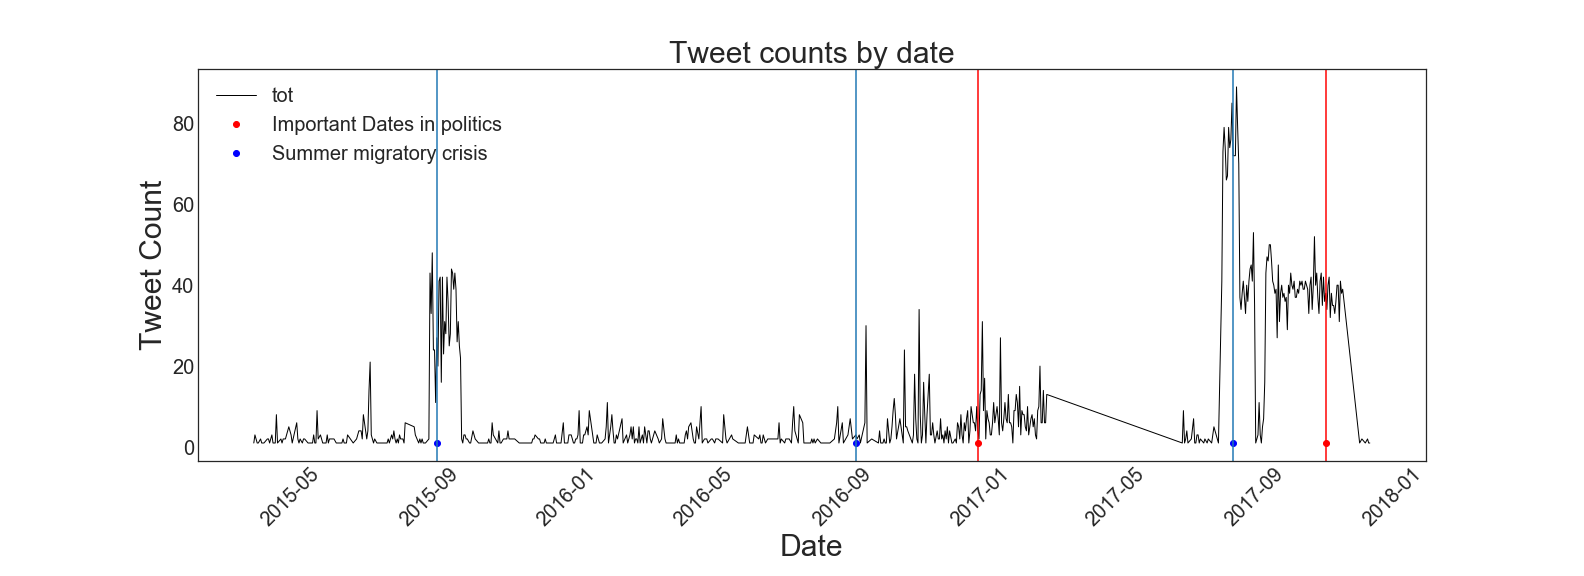 Tweet counts by date
tot
Important Dates in politics
Summer migratory crisis
Tweet Count
80
60
40
20
0
2015-05
2015-09
2016-01
2016-05
2016-09
2017-01
2017-05
2017-09
2018-01
Date